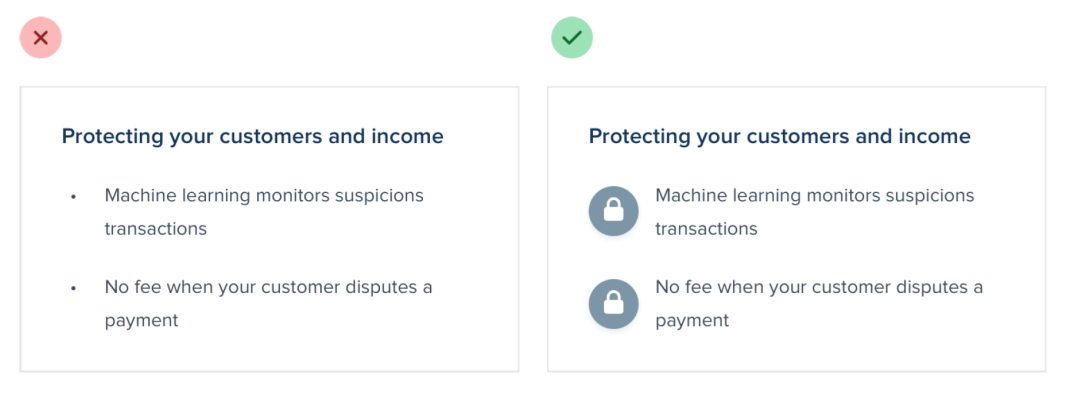 Protecting your customers and income
• Machine learning monitors suspicions
transactions
• No fee when your customer disputes a
payment
Protecting your customers and income
Machine learning monitors suspicions
transactions
No fee when your customer disputes a
payment